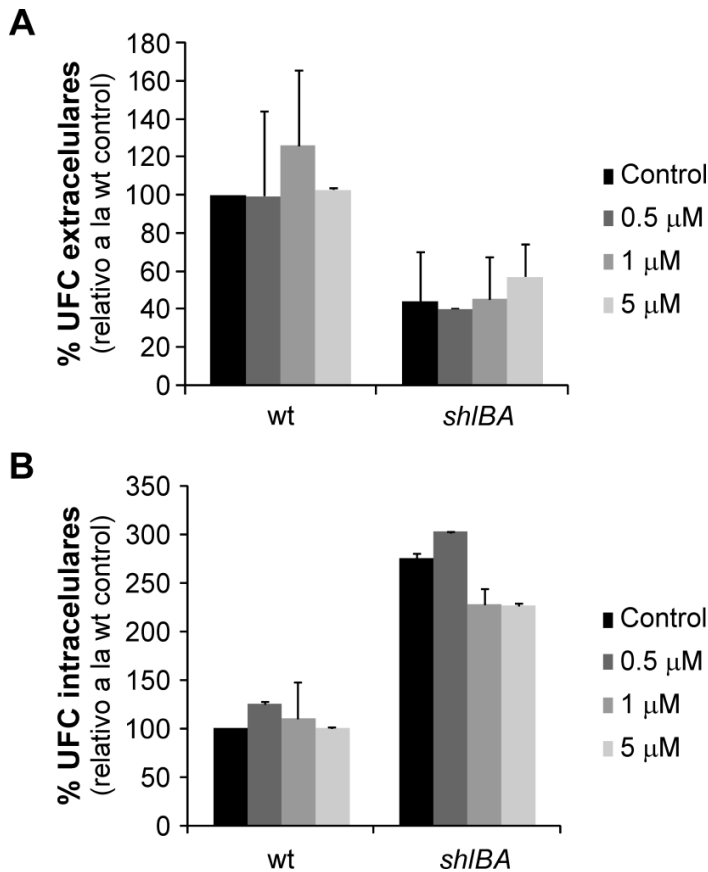 A
% UFC extracelulares
(relativo a la wt control)
180
160
140
120
100
80
60
40
20
0
wt
shlBA
Control
0.5 μM
1 μM
5 μM
B
% UFC intracelulares
(relativo a la wt control)
350
300
250
200
150
100
50
0
wt
shlBA
Control
0.5 μM
1 μM
5 μM